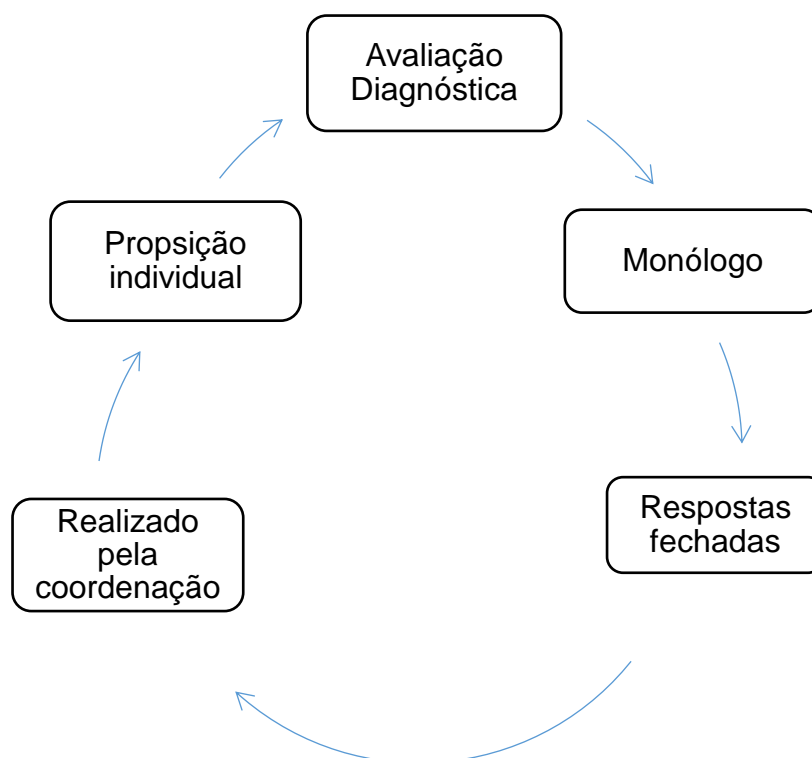 Avaliação
Diagnóstica
Propsição
individual
Monólogo
Realizado
pela
coordenação
Respostas
fechadas